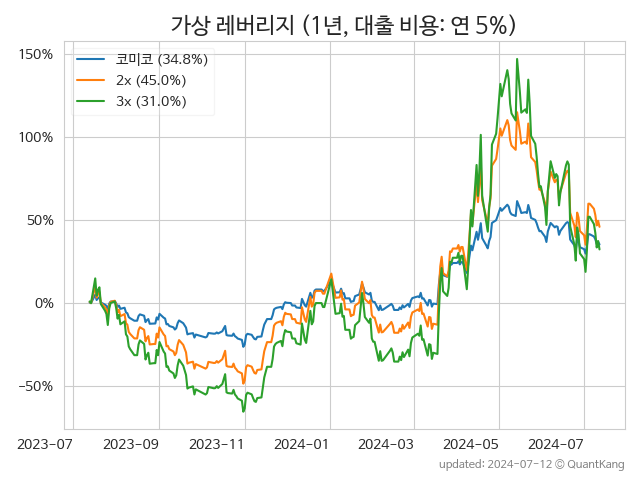 가상 레버리지 (1년, 대출 비용: 연 5%)
코미코 (34.8%)
2x (45.0%)
3x (31.0%)
150%
100%
50%
0%
−50%
2023-07 2023-09 2023-11 2024-01 2024-03 2024-05 2024-07
updated: 2024-07-12 © QuantKang